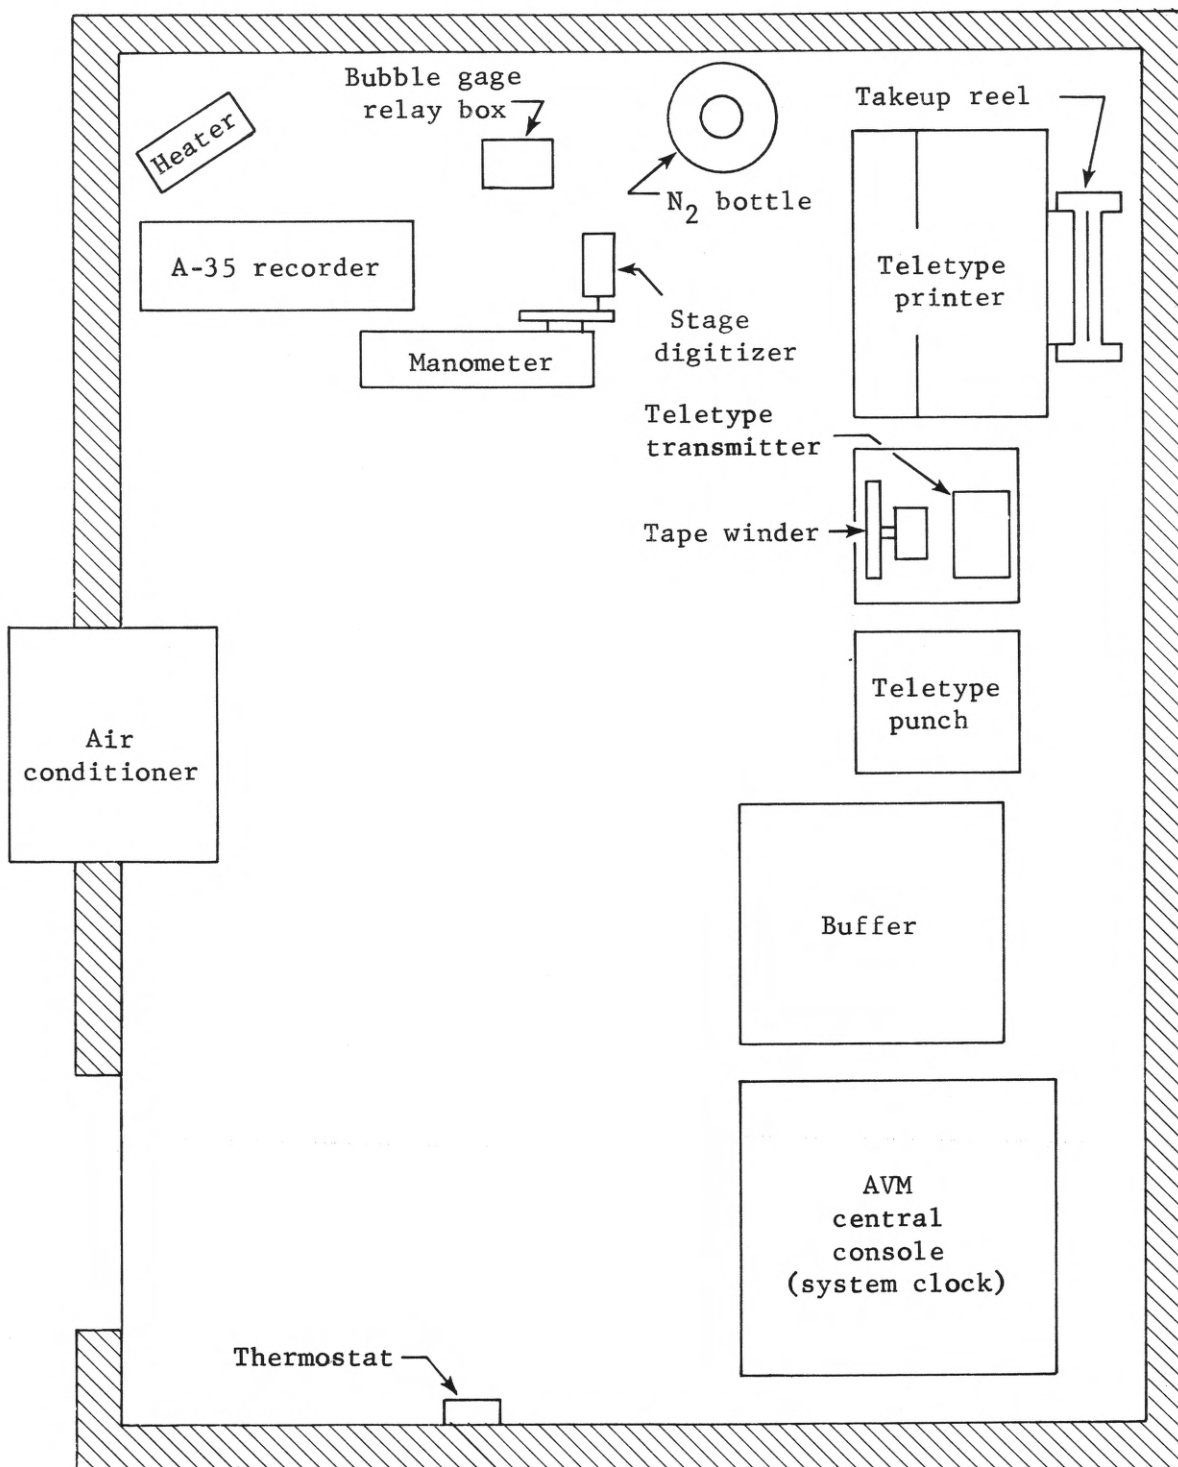 Bubble gage
relay box
Takeup reel
Heater
N2 bottle
A-35 recorder
Teletype
printer
Stage
digitizer
Manometer
Teletype
transmitter
Tape winder
Teletype
punch
Air
conditioner
Buffer
AVM
central
console
(system clock)
Thermostat